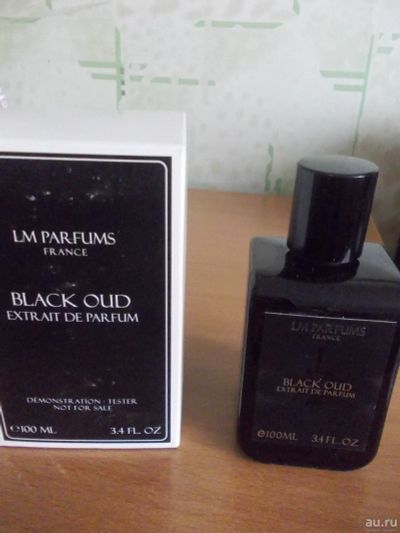 LM PARFUMS
FRANCE
BLACK OUD
EXTRAIT DE PARFUM
DÉMONSTRATION - TESTER
NOT FOR SALE
℮100 ML 3.4 FL. OZ
LM PARFUMS
FRANCE
BLACK OUD
EXTRAIT DE PARFUM
℮100ML 3.4 FL. OZ
au.ru